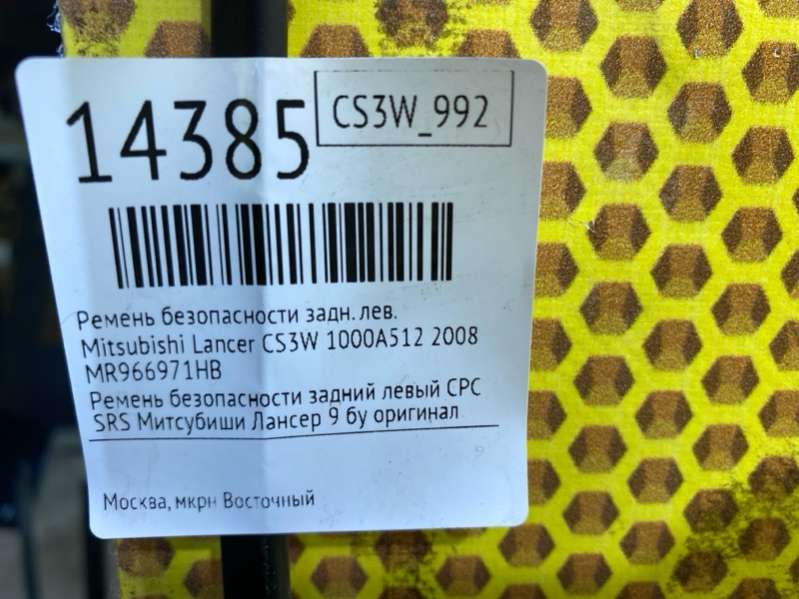 14385
CS3W_992
Ремень безопасности задн. лев.
Mitsubishi Lancer CS3W 1000A512 2008
MR966971HB
Ремень безопасности задний левый СРС
SRS Митсубиши Лансер 9 бу оригинал
Москва, мкрн Восточный